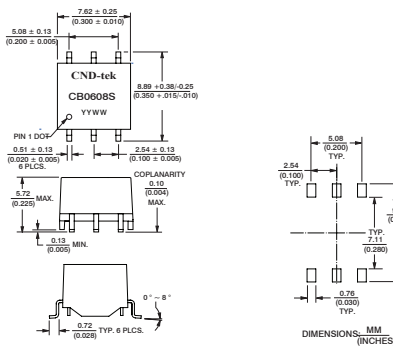 7.62 ± 0.25
(0.300 ± 0.010)
5.08 ± 0.13
(0.200 ± 0.005)
CND-tek
CB0608S
YYWW
8.89 +0.38/-0.25
(0.350 +.015/-.010)
PIN 1 DOT
0.51 ± 0.13
(0.020 ± 0.005)
6 PLCS.
2.54 ± 0.13
(0.100 ± 0.005)
COPLANARITY
0.10
(0.004)
MAX.
5.72
(0.225)
MAX.
0.13
(0.005)
MIN.
0° ~ 8°
0.72
(0.028)
TYP. 6 PLCS.
5.08
(0.200)
TYP.
2.54
(0.100)
TYP.
TYP.
7.11
(0.280)
0.76
(0.030)
TYP.
DIMENSIONS: MM
(INCHES